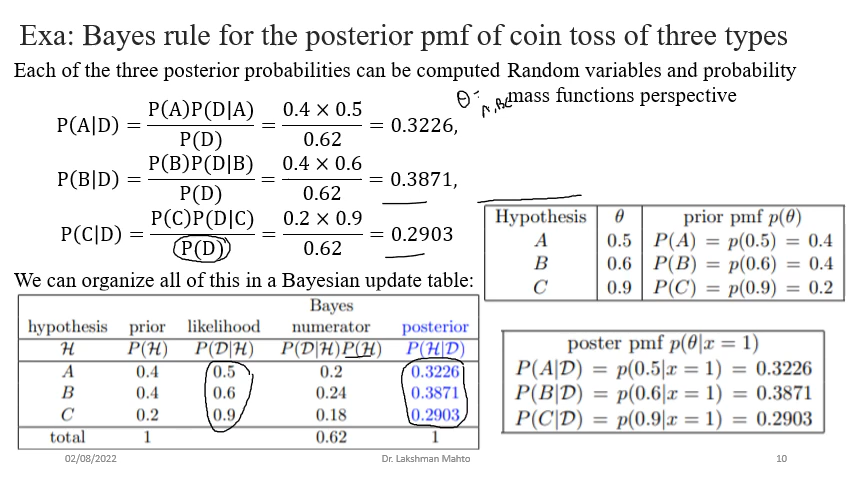 Exa: Bayes rule for the posterior pmf of coin toss of three types
Each of the three posterior probabilities can be computed
P(A|D) = P(A)P(D|A) / P(D) = 0.4 × 0.5 / 0.62 = 0.3226,
P(B|D) = P(B)P(D|B) / P(D) = 0.4 × 0.6 / 0.62 = 0.3871,
P(C|D) = P(C)P(D|C) / P(D) = 0.2 × 0.9 / 0.62 = 0.2903
We can organize all of this in a Bayesian update table:
Bayes
hypothesis prior likelihood numerator posterior
H P(H) P(D|H) P(D|H)P(H) P(H|D)
A 0.4 0.5 0.2 0.3226
B 0.4 0.6 0.24 0.3871
C 0.2 0.9 0.18 0.2903
total 1 0.62 1
Random variables and probability
mass functions perspective
θ =
Hypothesis θ prior pmf p(θ)
A 0.5 P(A) = p(0.5) = 0.4
B 0.6 P(B) = p(0.6) = 0.4
C 0.9 P(C) = p(0.9) = 0.2
poster pmf p(θ|x = 1)
P(A|D) = p(0.5|x = 1) = 0.3226
P(B|D) = p(0.6|x = 1) = 0.3871
P(C|D) = p(0.9|x = 1) = 0.2903
02/08/2022
Dr. Lakshman Mahto
10